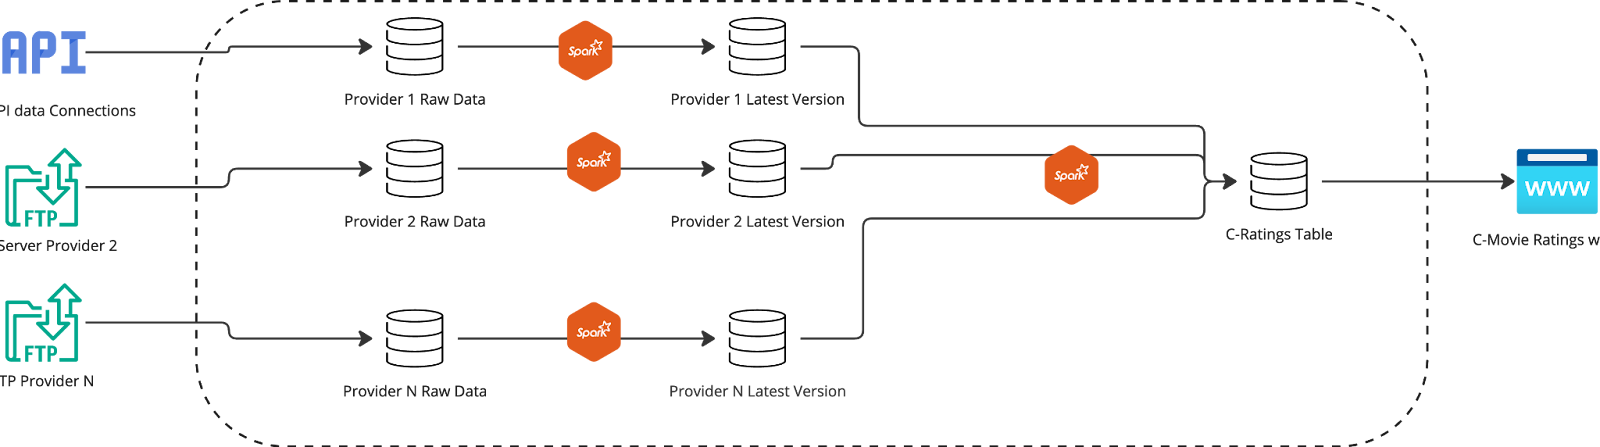 API
PI data Connections
Provider 1 Raw Data
Spark
Provider 1 Latest Version
FTP
Server Provider 2
Provider 2 Raw Data
Spark
Provider 2 Latest Version
Spark
C-Ratings Table
www
C-Movie Ratings w
FTP
TP Provider N
Provider N Raw Data
Spark
Provider N Latest Version